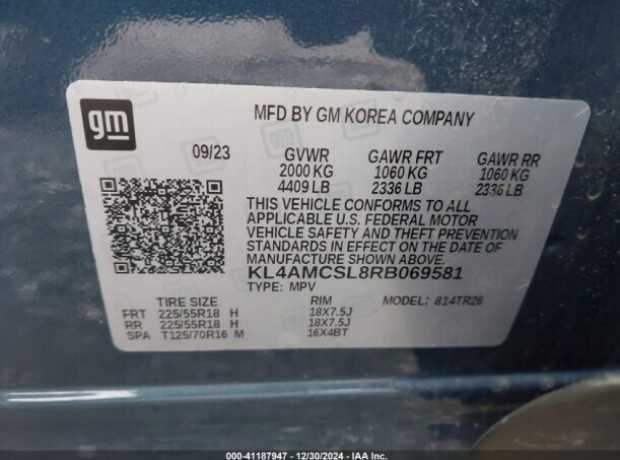 gm
MFD BY GM KOREA COMPANY
09/23 GVWR GAWR FRT GAWR RR
2000 KG 1060 KG 1060 KG
4409 LB 2336 LB 2336 LB
THIS VEHICLE CONFORMS TO ALL
APPLICABLE U.S. FEDERAL MOTOR
VEHICLE SAFETY AND THEFT PREVENTION
STANDARDS IN EFFECT ON THE DATE OF
MANUFACTURE SHOWN ABOVE.
KL4AMCSL8RB069581
TYPE: MPV
TIRE SIZE RIM MODEL: 814TR26
FRT 225/55R18 H 18X7.5J
RR 225/55R18 H 18X7.5J
SPA T125/70R16 M 16X4BT
000-41187947 - 12/30/2024 - IAA Inc.